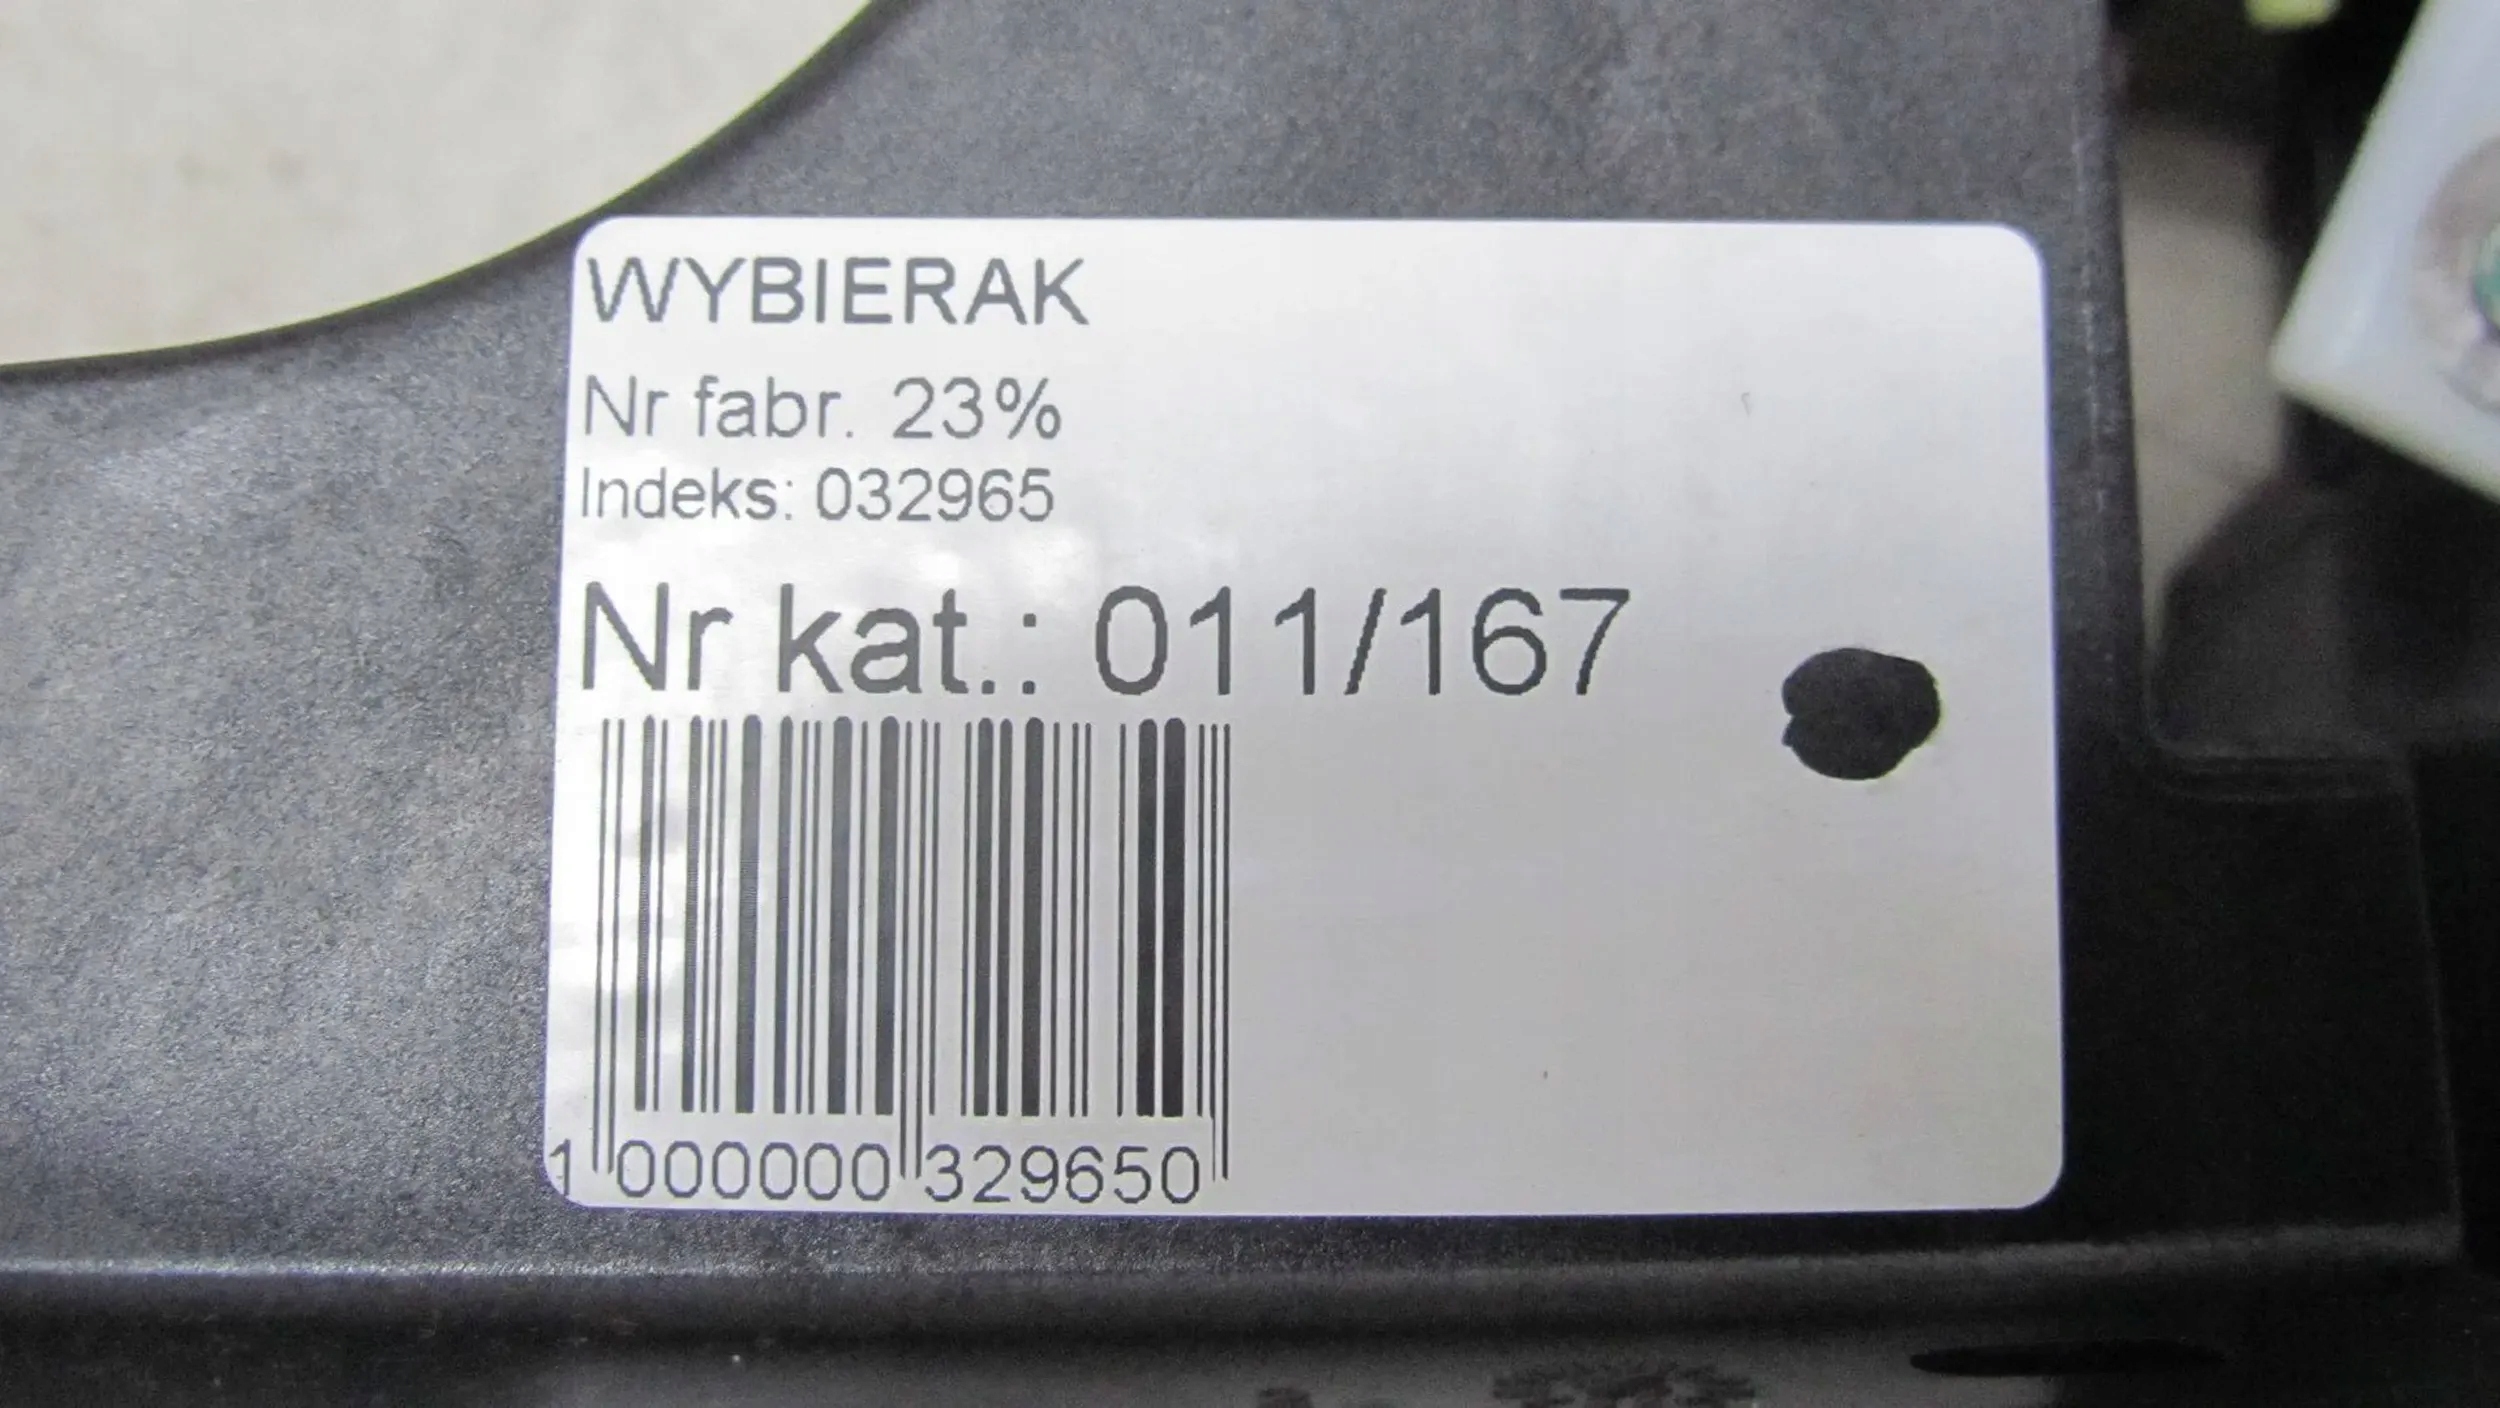 WYBIERAK
Nr fabr. 23%
Indeks: 032965
Nr kat.: 011/167
1 000000 329650